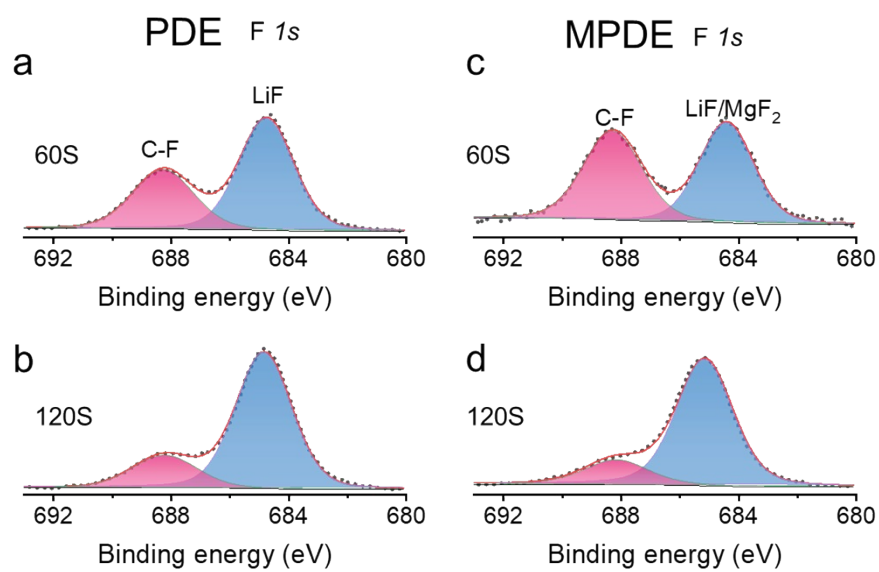 PDE F 1s
MPDE F 1s
a
60S
C-F
LiF
692 688 684 680
Binding energy (eV)
c
60S
C-F
LiF/MgF₂
692 688 684 680
Binding energy (eV)
b
120S
692 688 684 680
Binding energy (eV)
d
120S
692 688 684 680
Binding energy (eV)